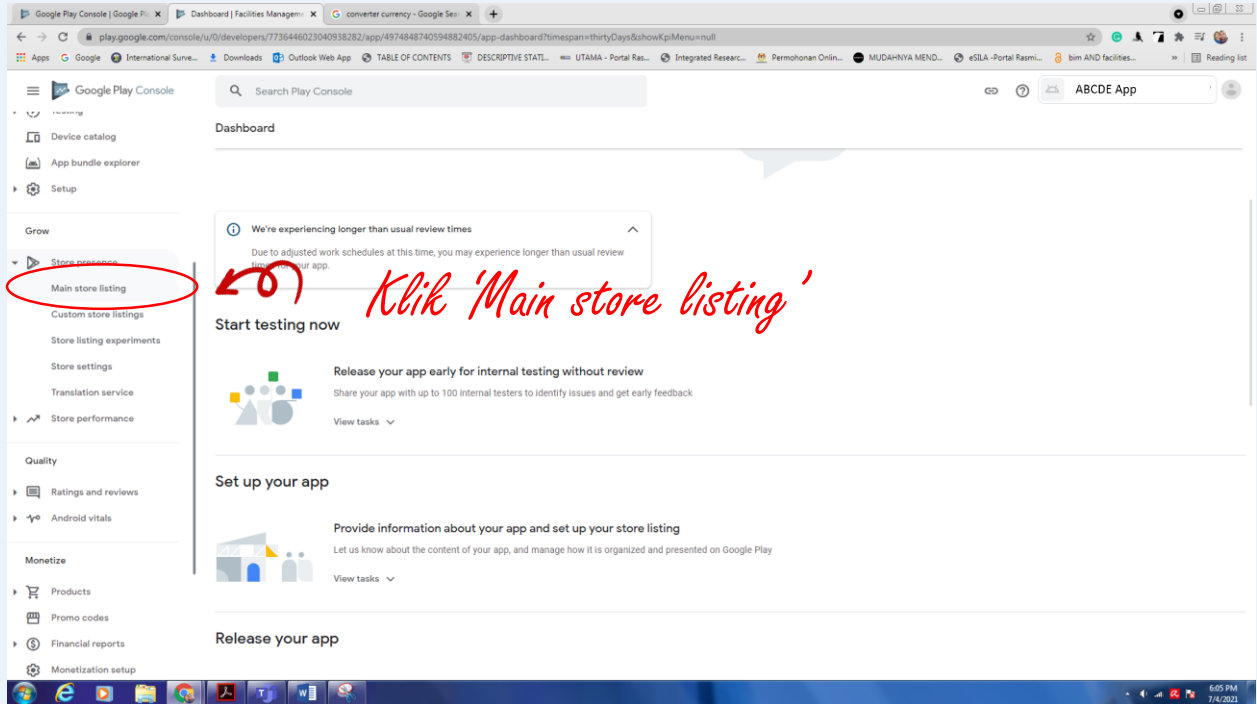 Google Play Console | Google Pl
Dashboard | Facilities Manageme
G converter currency - Google Sear
play.google.com/console/u/0/developers/7736446023040938282/app/4974848740594882405/app-dashboard?timespan=thirtyDays&showKpiMenu=null
Apps
Google
International Surve...
Downloads
Outlook Web App
TABLE OF CONTENTS
DESCRIPTIVE STATI...
UTAMA - Portal Ras...
Integrated Researc...
Permohonan Onlin...
MUDAHNYA MEND...
eSILA -Portal Rasmi...
bim AND facilities...
»
Reading list
Google Play Console
Search Play Console
ABCDE App
Testing
Device catalog
App bundle explorer
Setup
Grow
Store presence
Main store listing
Custom store listings
Store listing experiments
Store settings
Translation service
Store performance
Quality
Ratings and reviews
Android vitals
Monetize
Products
Promo codes
Financial reports
Monetization setup
Dashboard
We're experiencing longer than usual review times
Due to adjusted work schedules at this time, you may experience longer than usual review
times for your app.
Klik 'Main store listing'
Start testing now
Release your app early for internal testing without review
Share your app with up to 100 internal testers to identify issues and get early feedback
View tasks
Set up your app
Provide information about your app and set up your store listing
Let us know about the content of your app, and manage how it is organized and presented on Google Play
View tasks
Release your app
6:05 PM
7/4/2021